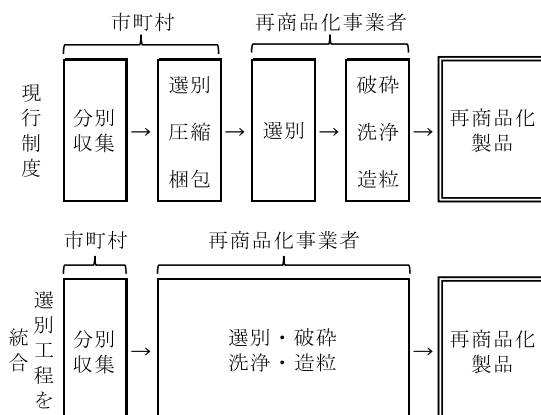 市町村
再商品化事業者
現行制度
分別
収集
→
選別
圧縮
梱包
→
選別
→
破砕
洗浄
造粒
→
再商品化
製品
市町村
再商品化事業者
選別工程を
統合
分別
収集
→
選別・破砕
洗浄・造粒
→
再商品化
製品